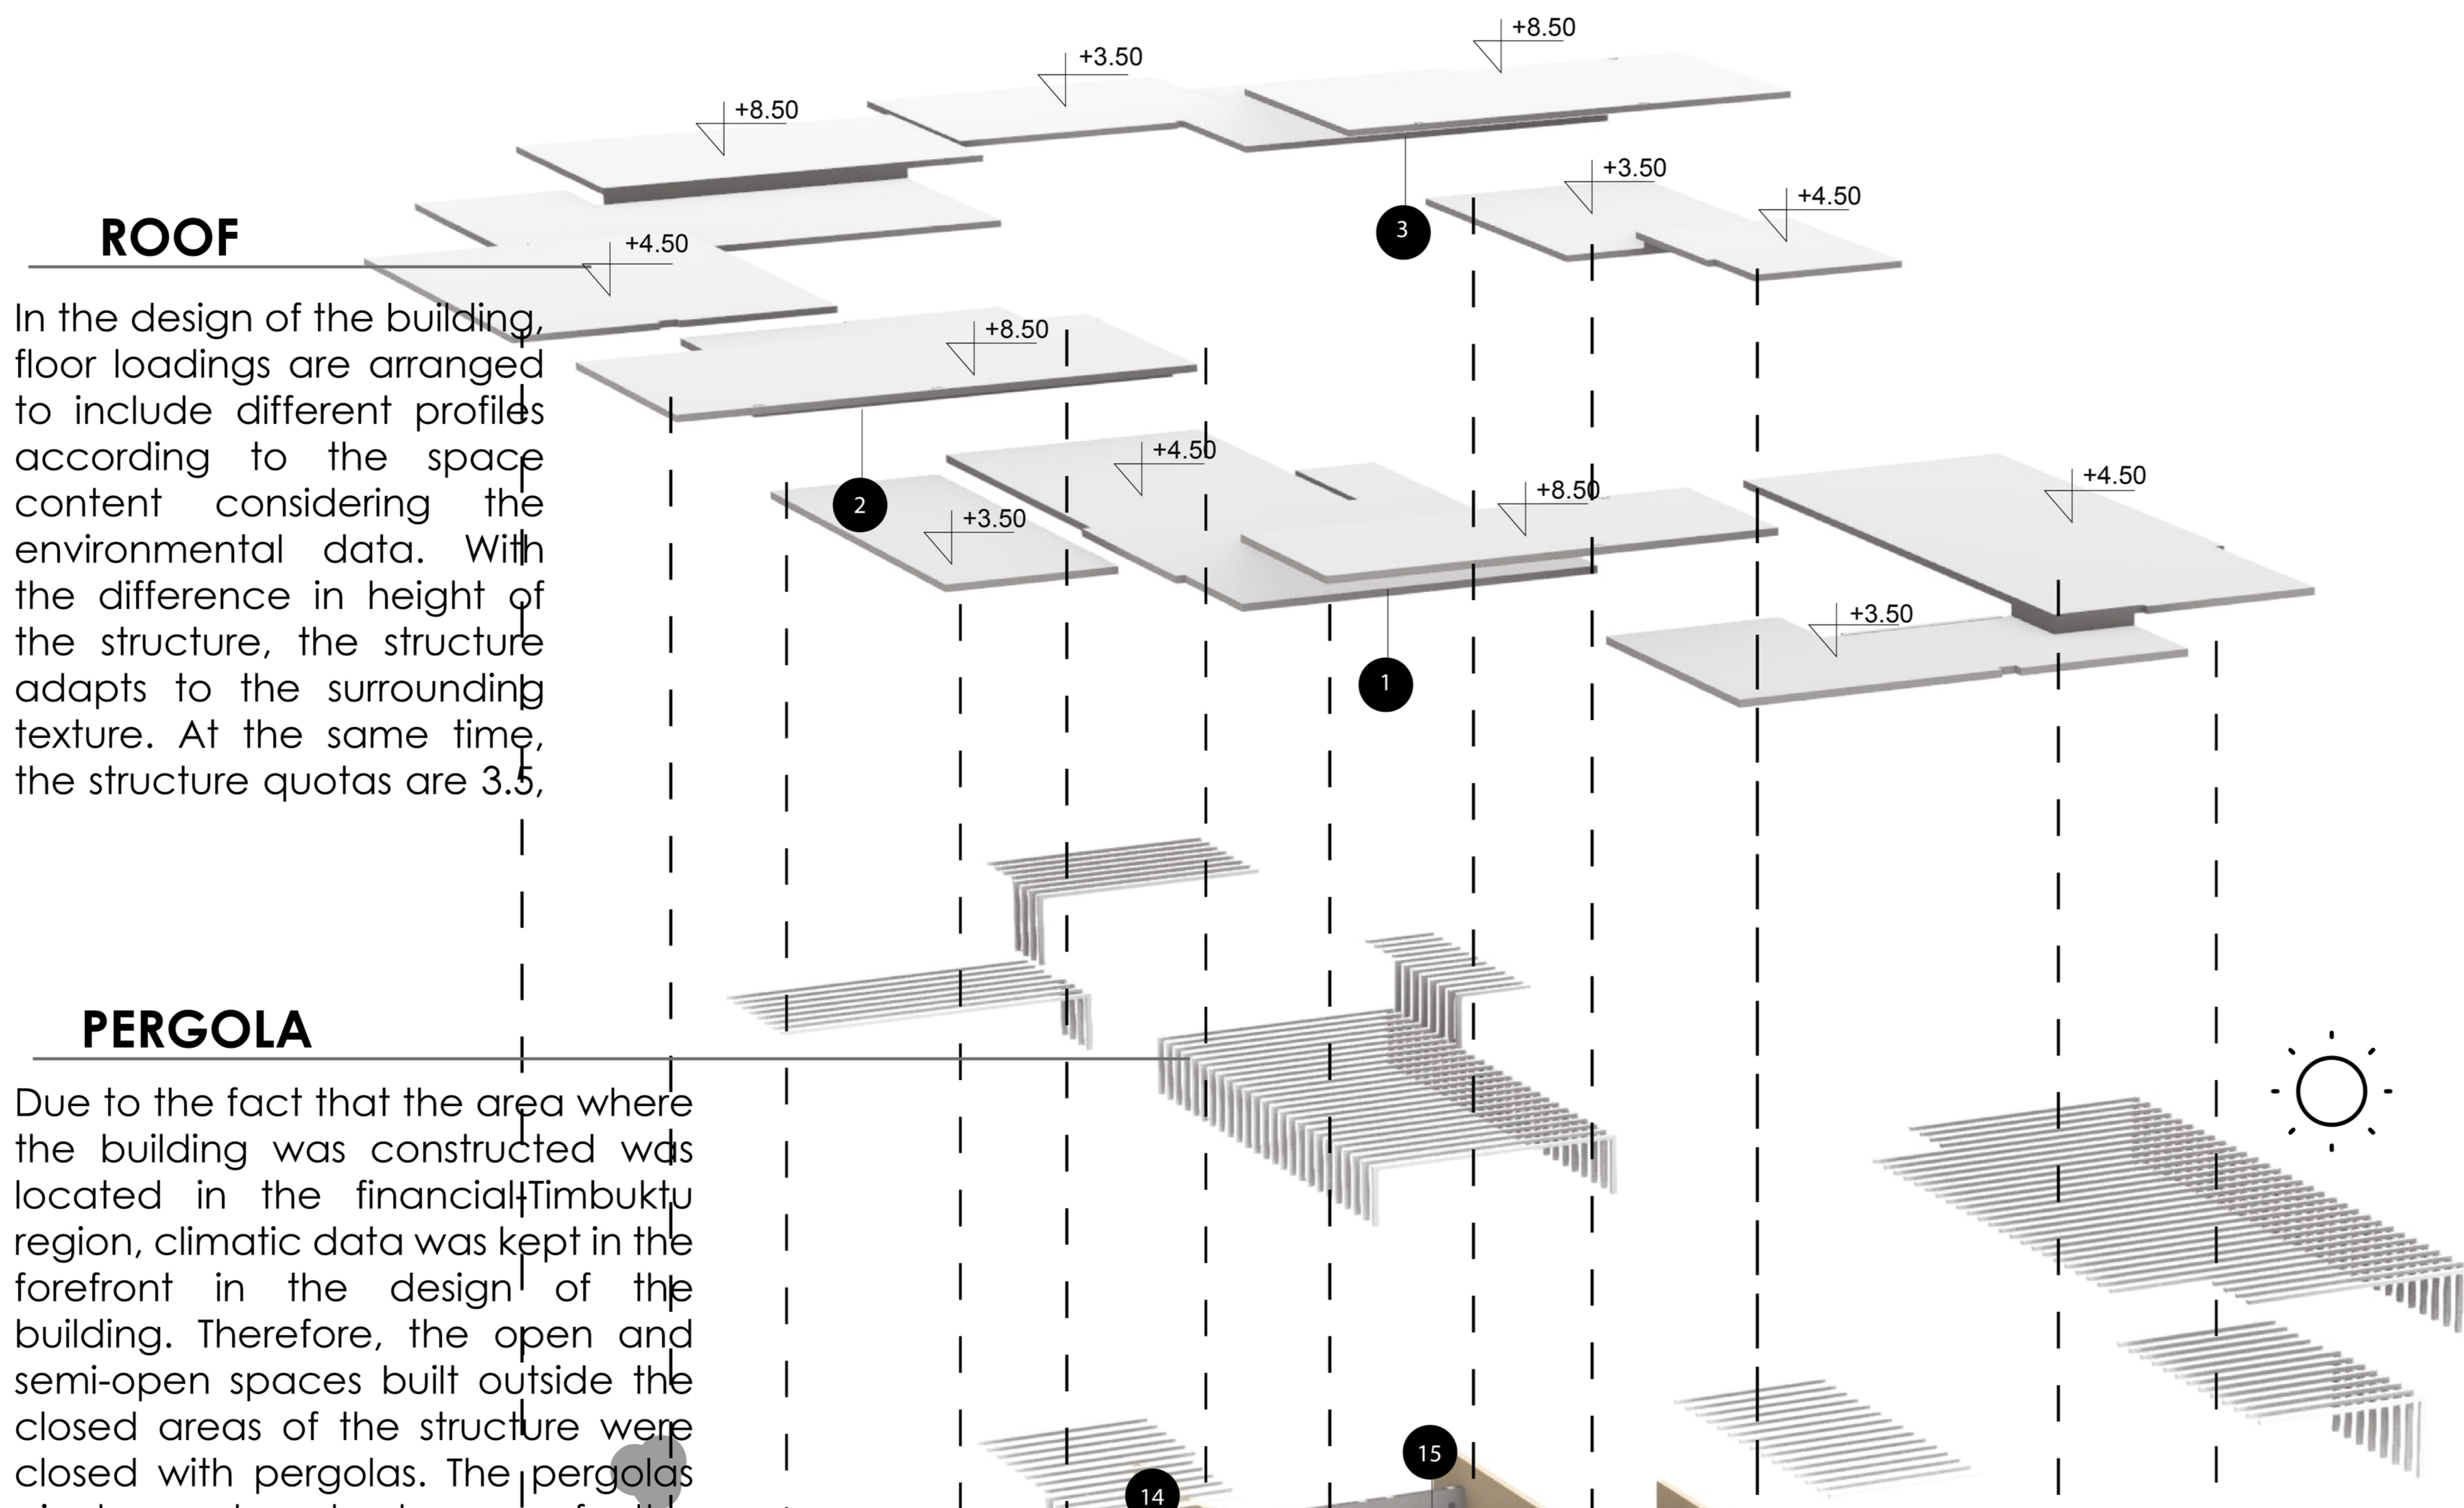 +8.50
+3.50
+8.50
+3.50
+4.50
3
ROOF
+4.50
In the design of the building,
floor loadings are arranged
to include different profiles
according to the space
content considering the
environmental data. With
the difference in height of
the structure, the structure
adapts to the surrounding
texture. At the same time,
the structure quotas are 3.5,
+8.50
+4.50
+4.50
+8.50
2
+3.50
+3.50
1
PERGOLA
Due to the fact that the area where
the building was constructed was
located in the financial-Timbuktu
region, climatic data was kept in the
forefront in the design of the
building. Therefore, the open and
semi-open spaces built outside the
closed areas of the structure were
closed with pergolas. The pergolas
15
14